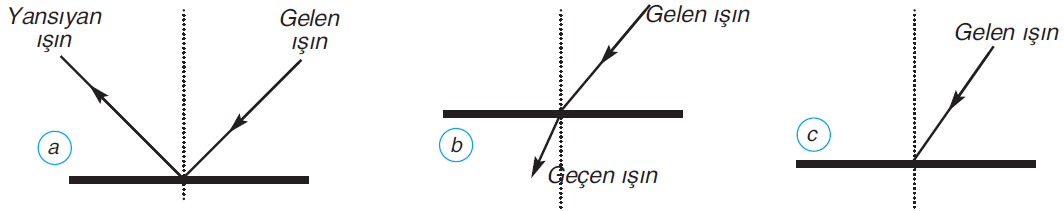 Yansıyan
ışın
Gelen
ışın
a
Gelen ışın
b
Geçen ışın
Gelen ışın
c